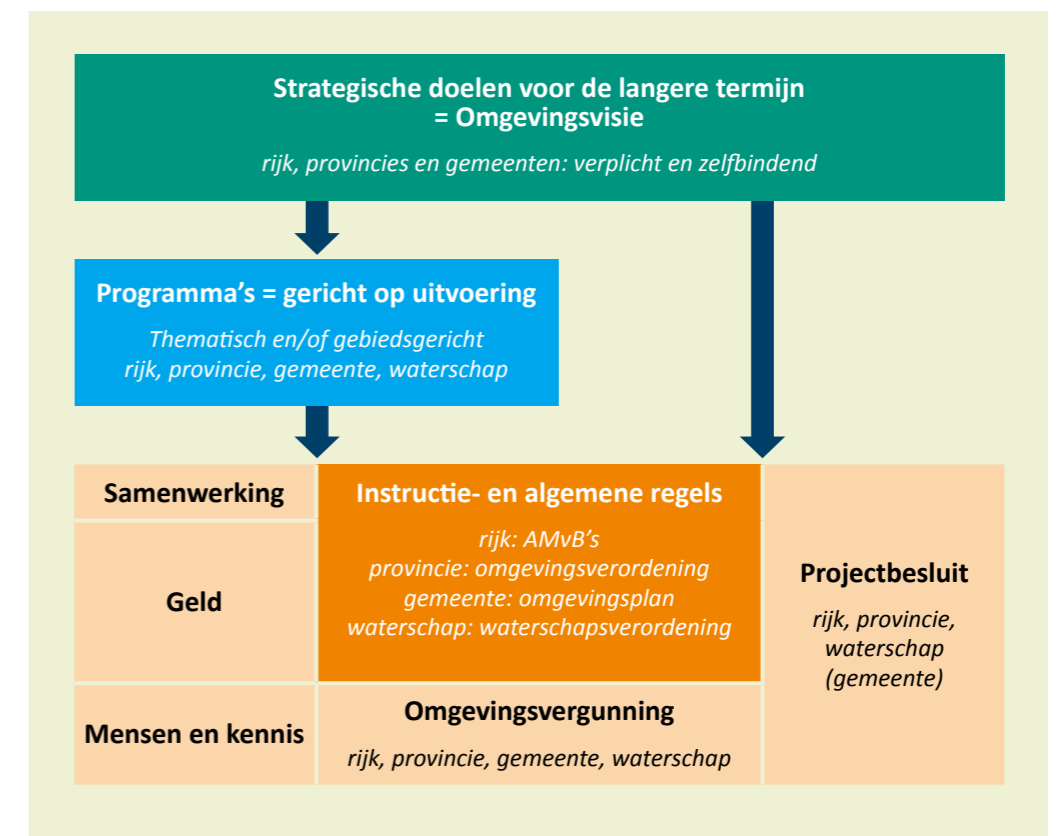 Strategische doelen voor de langere termijn
= Omgevingsvisie
rijk, provincies en gemeenten: verplicht en zelfbindend
Programma’s = gericht op uitvoering
Thematisch en/of gebiedsgericht
rijk, provincie, gemeente, waterschap
Samenwerking
Geld
Mensen en kennis
Instructie- en algemene regels
rijk: AMvB’s
provincie: omgevingsverordening
gemeente: omgevingsplan
waterschap: waterschapsverordening
Omgevingsvergunning
rijk, provincie, gemeente, waterschap
Projectbesluit
rijk, provincie,
waterschap
(gemeente)